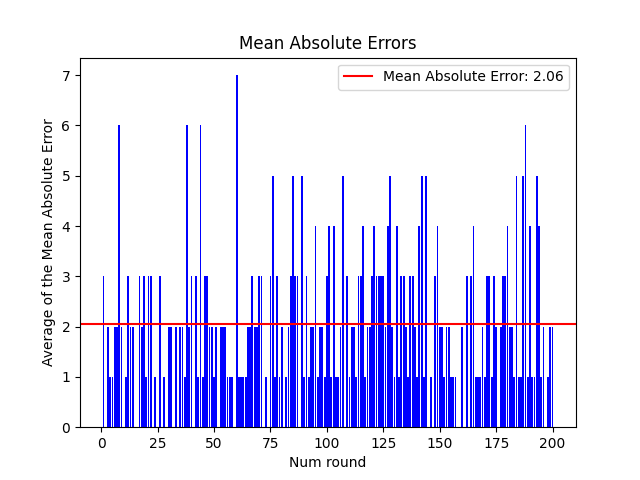 Mean Absolute Errors
Mean Absolute Error: 2.06
Average of the Mean Absolute Error
7
6
5
4
3
2
1
0
0 25 50 75 100 125 150 175 200
Num round